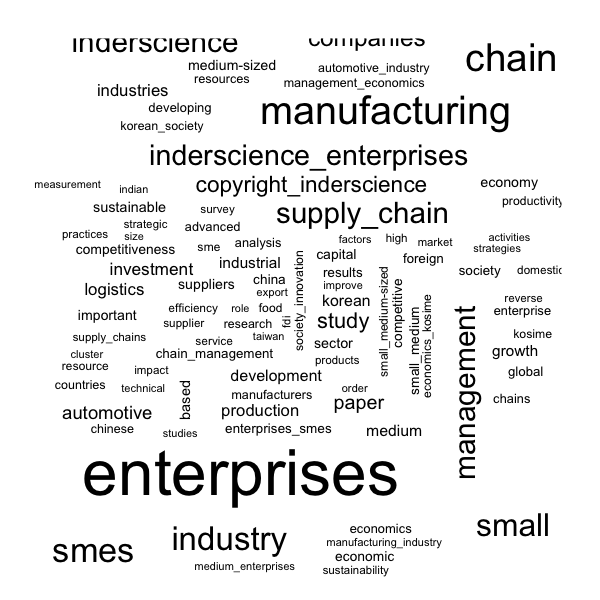 inderscience
companies
chain
medium-sized
automotive_industry
resources
management_economics
industries
manufacturing
developing
korean_society
inderscience_enterprises
copyright_inderscience
economy
measurement
indian
productivity
sustainable
survey
supply_chain
strategic
advanced
practices
size
factors
high
market
activities
competitiveness
sme
analysis
strategies
capital
foreign
investment
industrial
results
society
domestic
logistics
suppliers
china
improve
export
society_innovation
korean
small_medium-sized
competitive
reverse
important
efficiency
role
food
enterprise
supplier
research
fdi
study
small_medium
economics_kosime
management
supply_chains
service
taiwan
sector
kosime
cluster
chain_management
products
growth
resource
impact
development
global
countries
technical
based
manufacturers
order
chains
automotive
production
paper
chinese
studies
enterprises_smes
medium
enterprises
small
industry
economics
smes
manufacturing_industry
economic
medium_enterprises
sustainability